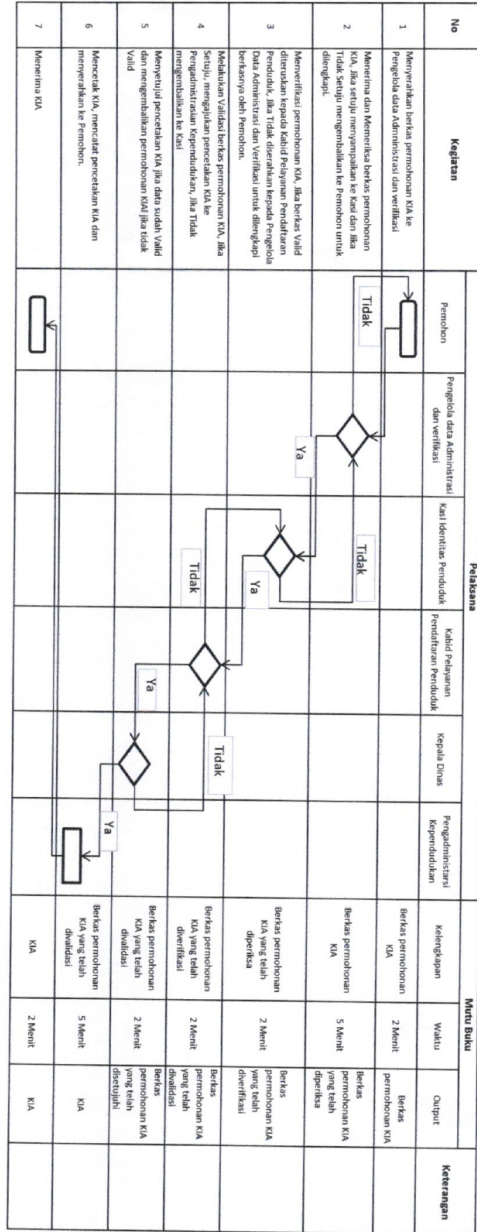 No
Kegiatan
Pelaksana
Mutu Buku
Keterangan
Pemohon
Pengelola data Administrasi
dan verifikasi
Kasi Identitas Penduduk
Kabid Pelayanan
Pendaftaran Penduduk
Kepala Dinas
Pengadministarsi
Kependudukan
Kelengkapan
Waktu
Output
1
Menyerahkan berkas permohonan KIA ke
Pengelola data Administrasi dan verifikasi
Berkas permohonan
KIA
2 Menit
Berkas
permohonan KIA
2
Menerima dan Memeriksa berkas permohonan
KIA, Jika setuju menyampaikan ke Kasi dan Jika
Tidak Setuju mengembalikan ke Pemohon untuk
dilengkapi.
Tidak
Ya
Tidak
Berkas permohonan
KIA
5 Menit
Berkas
permohonan KIA
yang telah
diperiksa
3
Memverifikasi permohonan KIA, Jika berkas Valid
diteruskan kepada Kabid Pelayanan Pendaftaran
Penduduk, Jika Tidak diserahkan kepada Pengelola
Data Administrasi dan Verifikasi untuk dilengkapi
berkasnya oleh Pemohon.
Ya
Berkas permohonan
KIA yang telah
diperiksa
2 Menit
Berkas
permohonan KIA
yang telah
diverifikasi
4
Melakukan Validasi berkas permohonan KIA, Jika
Setuju, mengajukan pencetakan KIA ke
Pengadmistrasian Kependudukan, Jika Tidak
mengembalikan ke Kasi
Tidak
Ya
Tidak
Berkas permohonan
KIA yang telah
diverifikasi
2 Menit
Berkas
permohonan KIA
yang telah
divalidasi
5
Menyetujui pencetakan KIA jika data sudah Valid
dan mengembalikan permohonan KIAI jika tidak
Valid
Ya
Berkas permohonan
KIA yang telah
divalidasi
2 Menit
Berkas
permohonan KIA
yang telah
disetujuhi
6
Mencetak KIA, mencatat pencetakan KIA dan
menyerahkan ke Pemohon.
Berkas permohonan
KIA yang telah
divalidasi
5 Menit
KIA
7
Menerima KIA
KIA
2 Menit
KIA